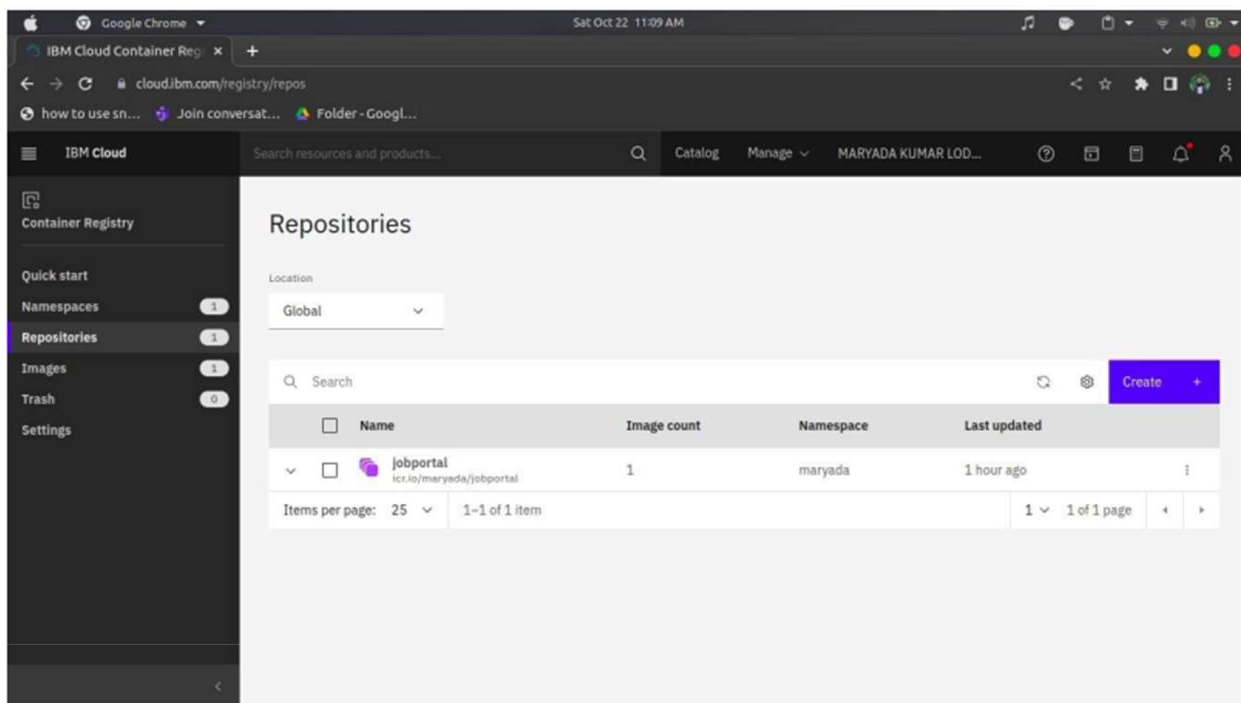 Google Chrome
Sat Oct 22 11:09 AM
IBM Cloud Container Reg
cloud.ibm.com/registry/repos
how to use sn...
Join conversat...
Folder - Googl...
IBM Cloud
Search resources and products...
Catalog
Manage
MARYADA KUMAR LOD...
Container Registry
Quick start
Namespaces 1
Repositories 1
Images 1
Trash 0
Settings
Repositories
Location
Global
Search
Create +
Name Image count Namespace Last updated
jobportal 1 maryada 1 hour ago
icr.io/maryada/jobportal
Items per page: 25 1–1 of 1 item 1 1 of 1 page